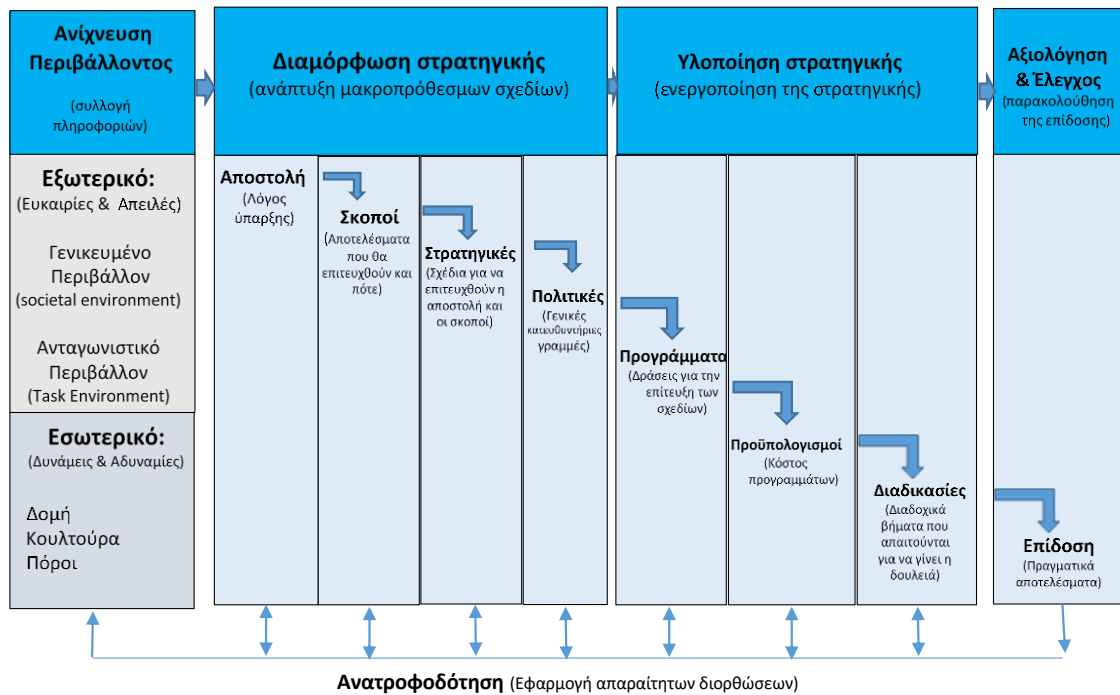 Ανίχνευση
Περιβάλλοντος
(συλλογή
πληροφοριών)
Διαμόρφωση στρατηγικής
(ανάπτυξη μακροπρόθεσμων σχεδίων)
Υλοποίηση στρατηγικής
(ενεργοποίηση της στρατηγικής)
Αξιολόγηση
& Έλεγχος
(παρακολούθηση
της επίδοσης)
Εξωτερικό:
(Ευκαιρίες & Απειλές)
Γενικευμένο
Περιβάλλον
(societal environment)
Ανταγωνιστικό
Περιβάλλον
(Task Environment)
Εσωτερικό:
(Δυνάμεις & Αδυναμίες)
Δομή
Κουλτούρα
Πόροι
Αποστολή
(Λόγος
ύπαρξης)
Σκοποί
(Αποτελέσματα
που θα
επιτευχθούν και
πότε)
Στρατηγικές
(Σχέδια για να
επιτευχθούν η
αποστολή και
οι σκοποί)
Πολιτικές
(Γενικές
κατευθυντήριες
γραμμές)
Προγράμματα
(Δράσεις για την
επίτευξη των
σχεδίων)
Προϋπολογισμοί
(Κόστος
προγραμμάτων)
Διαδικασίες
(Διαδοχικά
βήματα που
απαιτούνται
για να γίνει η
δουλειά)
Επίδοση
(Πραγματικά
αποτελέσματα)
Ανατροφοδότηση (Εφαρμογή απαραίτητων διορθώσεων)